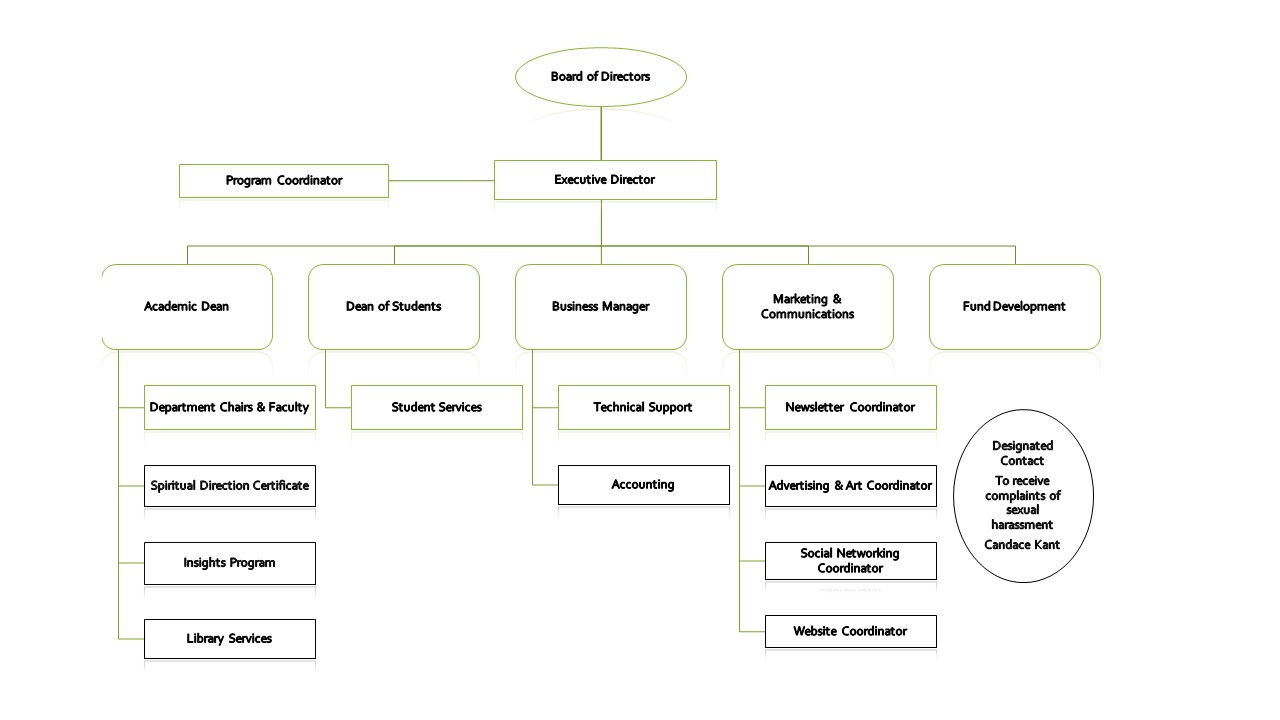 Board of Directors
Program Coordinator
Executive Director
Academic Dean
Dean of Students
Business Manager
Marketing &
Communications
Fund Development
Department Chairs & Faculty
Student Services
Technical Support
Newsletter Coordinator
Spiritual Direction Certificate
Accounting
Advertising & Art Coordinator
Insights Program
Social Networking
Coordinator
Library Services
Website Coordinator
Designated
Contact
To receive
complaints of
sexual
harassment
Candace Kant